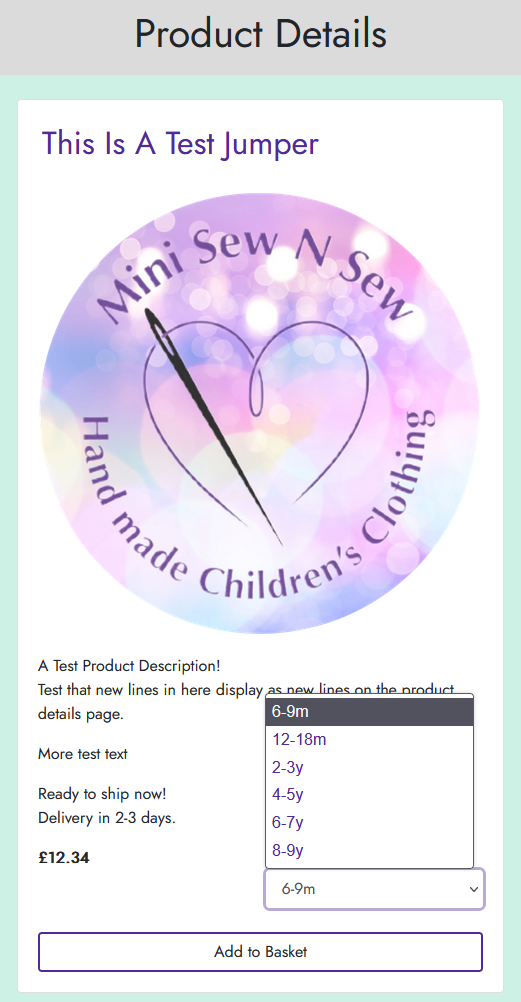 Product Details
This Is A Test Jumper
Mini Sew N Sew
Hand made Children's Clothing
A Test Product Description!
Test that new lines in here display as new lines on the product
details page.
More test text
Ready to ship now!
Delivery in 2-3 days.
£12.34
6-9m
12-18m
2-3y
4-5y
6-7y
8-9y
6-9m
Add to Basket